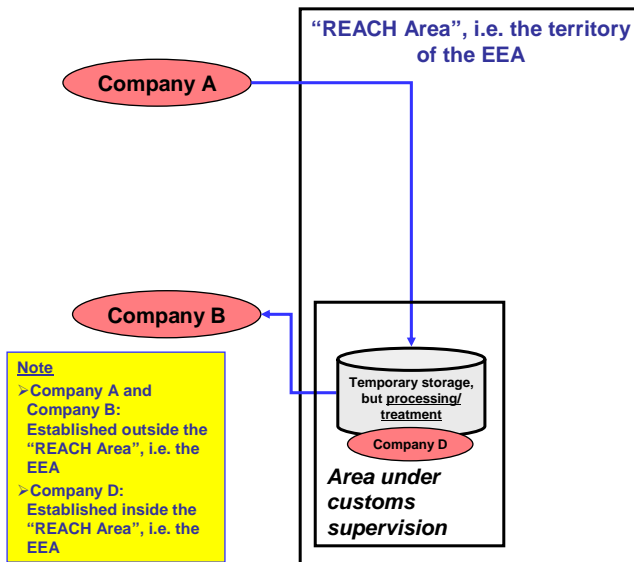 “REACH Area”, i.e. the territory
of the EEA
Company A
Company B
Temporary storage,
but processing/
treatment
Company D
Area under
customs
supervision
Note
➢Company A and
Company B:
Established outside the
“REACH Area”, i.e. the
EEA
➢Company D:
Established inside the
“REACH Area”, i.e. the
EEA